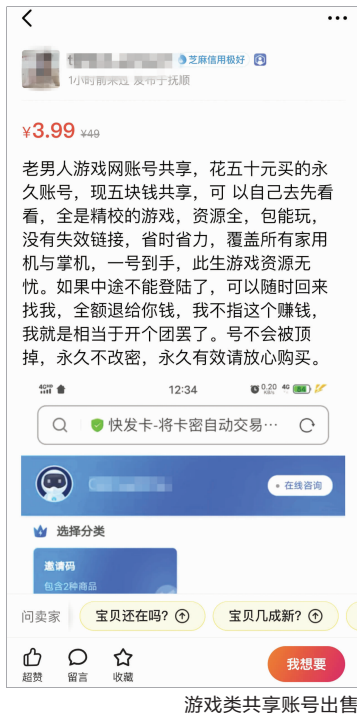 芝麻信用极好
1小时前来过 发布于抚顺
¥3.99 ¥49
老男人游戏网账号共享，花五十元买的永
久账号，现五块钱共享，可 以自己去先看
看，全是精校的游戏，资源全，包能玩，
没有失效链接，省时省力，覆盖所有家用
机与掌机，一号到手，此生游戏资源无
忧。如果中途不能登陆了，可以随时回来
找我，全额退给你钱，我不指这个赚钱，
我就是相当于开个团罢了。号不会被顶
掉，永久不改密，永久有效请放心购买。
12:34
快发卡-将卡密自动交易…
在线咨询
选择分类
邀请码
包含2种商品
问卖家 宝贝还在吗? 宝贝几成新?
超赞 留言 收藏 我想要
游戏类共享账号出售